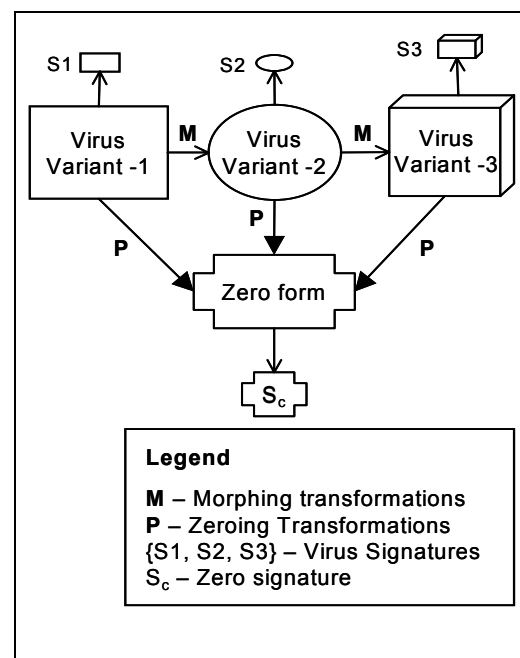 S1
S2
S3
Virus
Variant -1
M
Virus
Variant -2
M
Virus
Variant -3
P
P
P
Zero form
Sc
Legend
M – Morphing transformations
P – Zeroing Transformations
{S1, S2, S3} – Virus Signatures
Sc – Zero signature